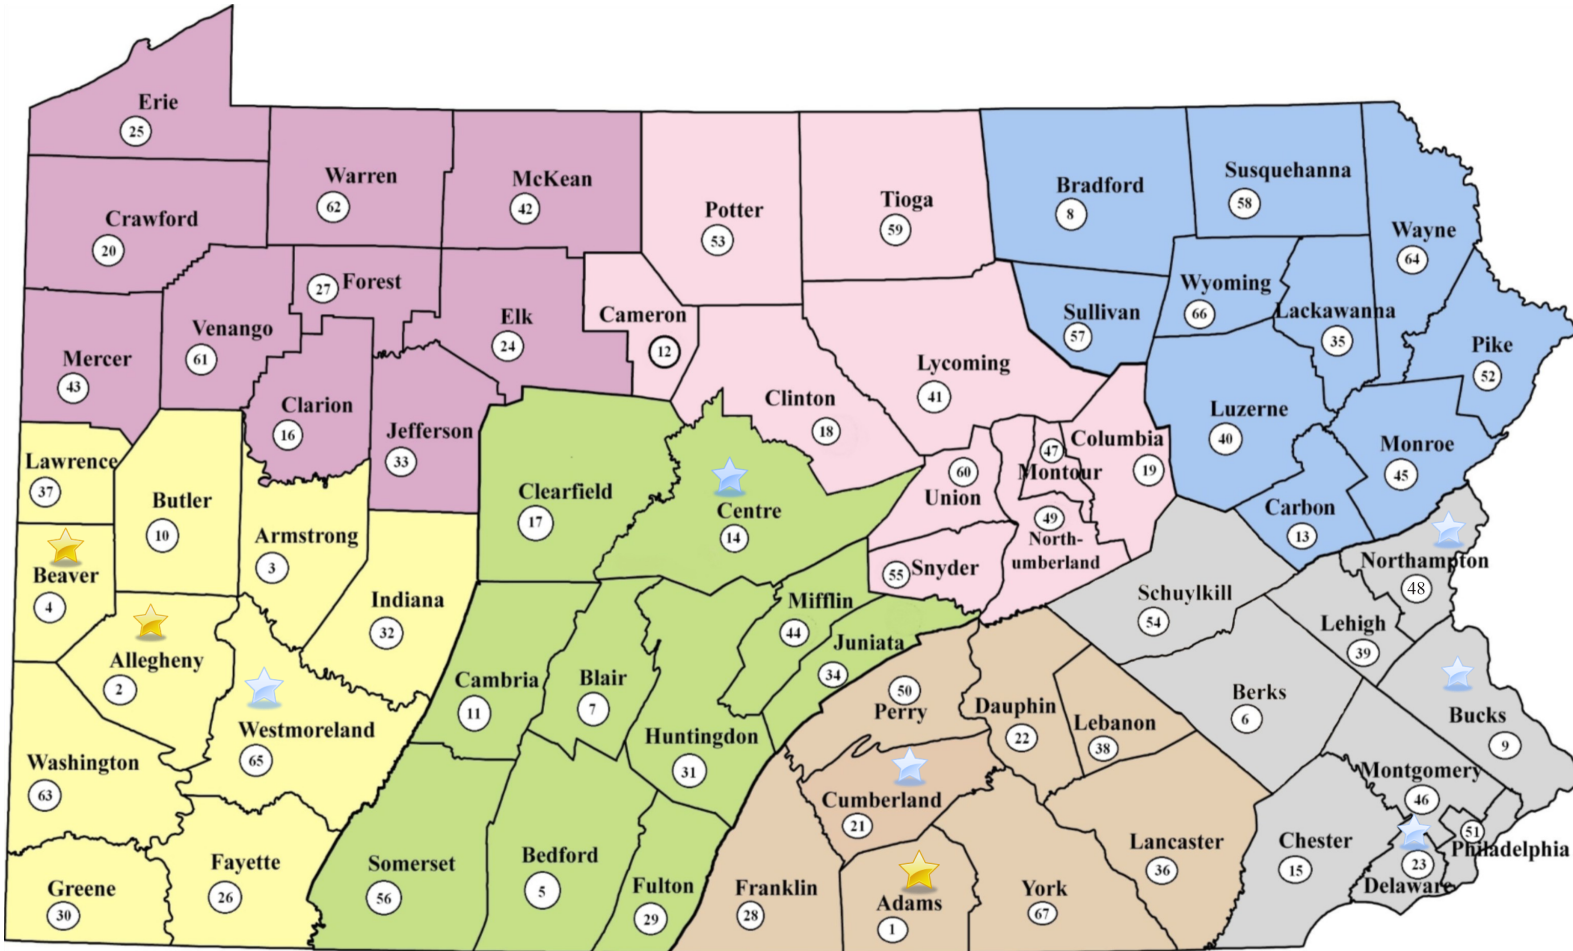 Erie
25
Crawford
20
Warren
62
McKean
42
Potter
53
Tioga
59
Bradford
8
Susquehanna
58
Wayne
64
Forest
27
Venango
61
Mercer
43
Elk
24
Cameron
12
Sullivan
57
Wyoming
66
Lackawanna
35
Pike
52
Clarion
16
Jefferson
33
Clinton
18
Lycoming
41
Columbia
19
Montour
47
Luzerne
40
Monroe
45
Carbon
13
Lawrence
37
Butler
10
Armstrong
3
Beaver
4
Indiana
32
Allegheny
2
Westmoreland
65
Washington
63
Greene
30
Fayette
26
Clearfield
17
Centre
14
Union
60
Snyder
55
49
North-
umberland
Schuylkill
54
Northampton
48
Lehigh
39
Cambria
11
Blair
7
Huntingdon
31
Mifflin
44
Juniata
34
Perry
50
Dauphin
22
Lebanon
38
Berks
6
Bucks
9
Montgomery
46
Somerset
56
Bedford
5
Fulton
29
Franklin
28
Cumberland
21
Adams
1
York
67
Lancaster
36
Chester
15
Delaware
23
Philadelphia
51